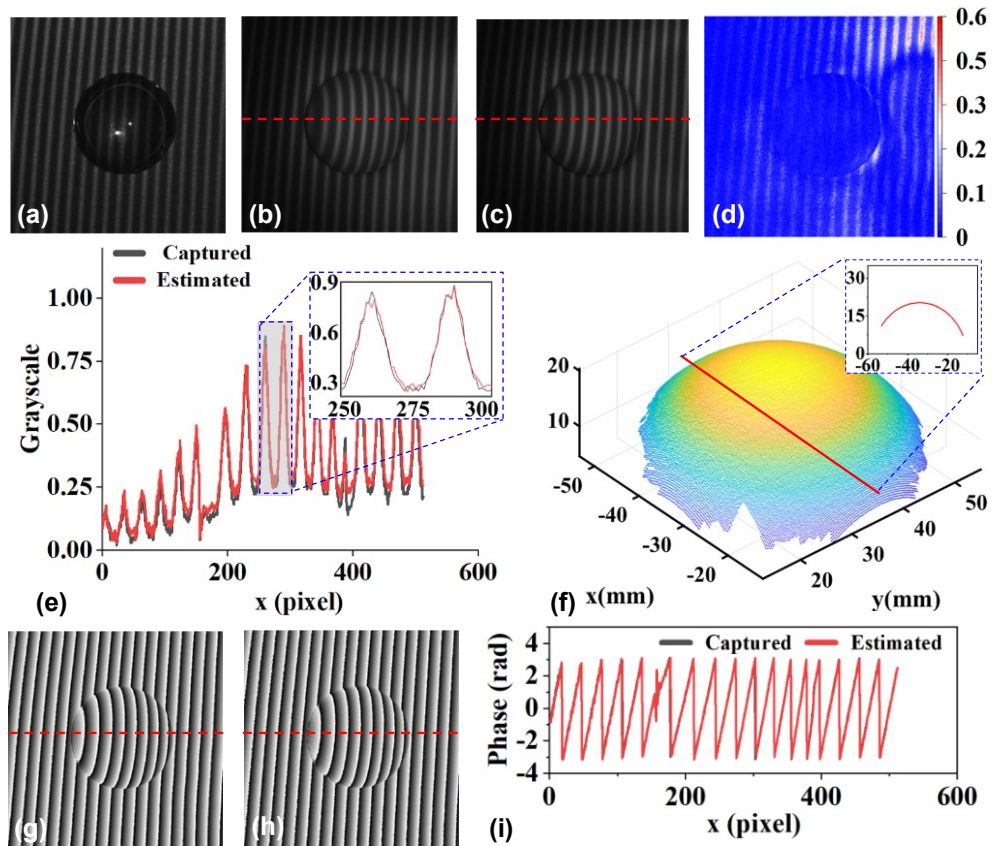 (a)
(b)
(c)
(d)
0.6
0.5
0.3
0.2
0.1
0
Captured
Estimated
1.00
0.75
0.50
0.25
0.00
Grayscale
0.9
0.6
0.3
250 275 300
0 200 400 600
x (pixel)
(e)
30
15
0
-60 -40 -20
20
10
-50
-40
-30
-20
x(mm)
20
30
40
50
y(mm)
(f)
(g)
(h)
Captured Estimated
4
2
0
-2
-4
Phase (rad)
0 200 400 600
x (pixel)
(i)